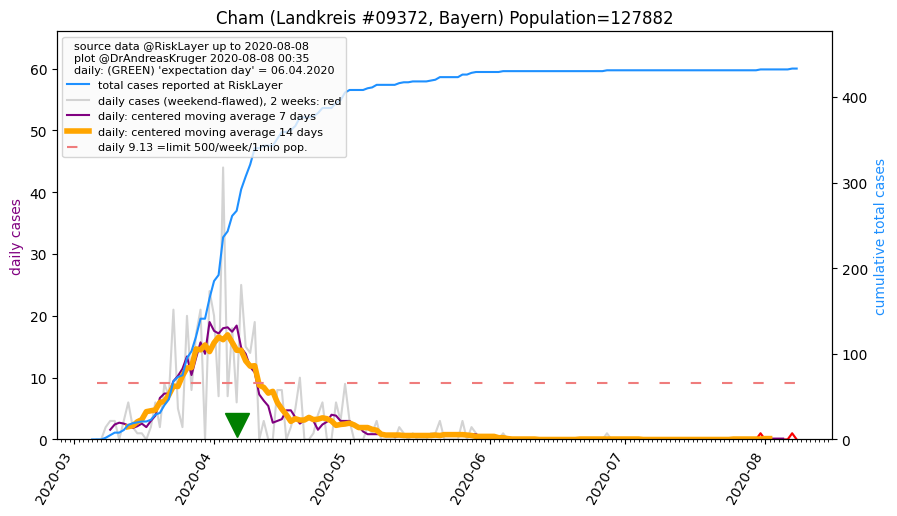 Cham (Landkreis #09372, Bayern) Population=127882
source data @RiskLayer up to 2020-08-08
plot @DrAndreasKruger 2020-08-08 00:35
daily: (GREEN) 'expectation day' = 06.04.2020
total cases reported at RiskLayer
daily cases (weekend-flawed), 2 weeks: red
daily: centered moving average 7 days
daily: centered moving average 14 days
daily 9.13 =limit 500/week/1mio pop.
daily cases
60
50
40
30
20
10
0
cumulative total cases
400
300
200
100
0
2020-03
2020-04
2020-05
2020-06
2020-07
2020-08